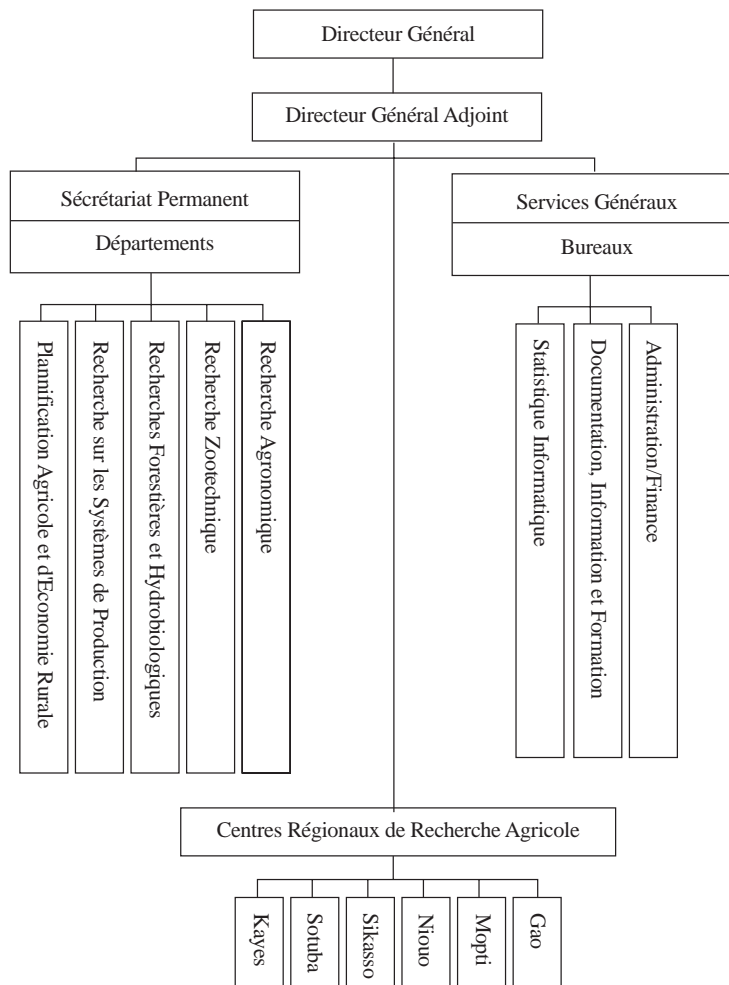 Directeur Général
Directeur Général Adjoint
Sécrétariat Permanent
Départements
Services Généraux
Bureaux
Plannification Agricole et d'Economie Rurale
Recherche sur les Systèmes de Production
Recherches Forestières et Hydrobiologiques
Recherche Zootechnique
Recherche Agronomique
Statistique Informatique
Documentation, Information et Formation
Administration/Finance
Centres Régionaux de Recherche Agricole
Kayes
Sotuba
Sikasso
Niouo
Mopti
Gao